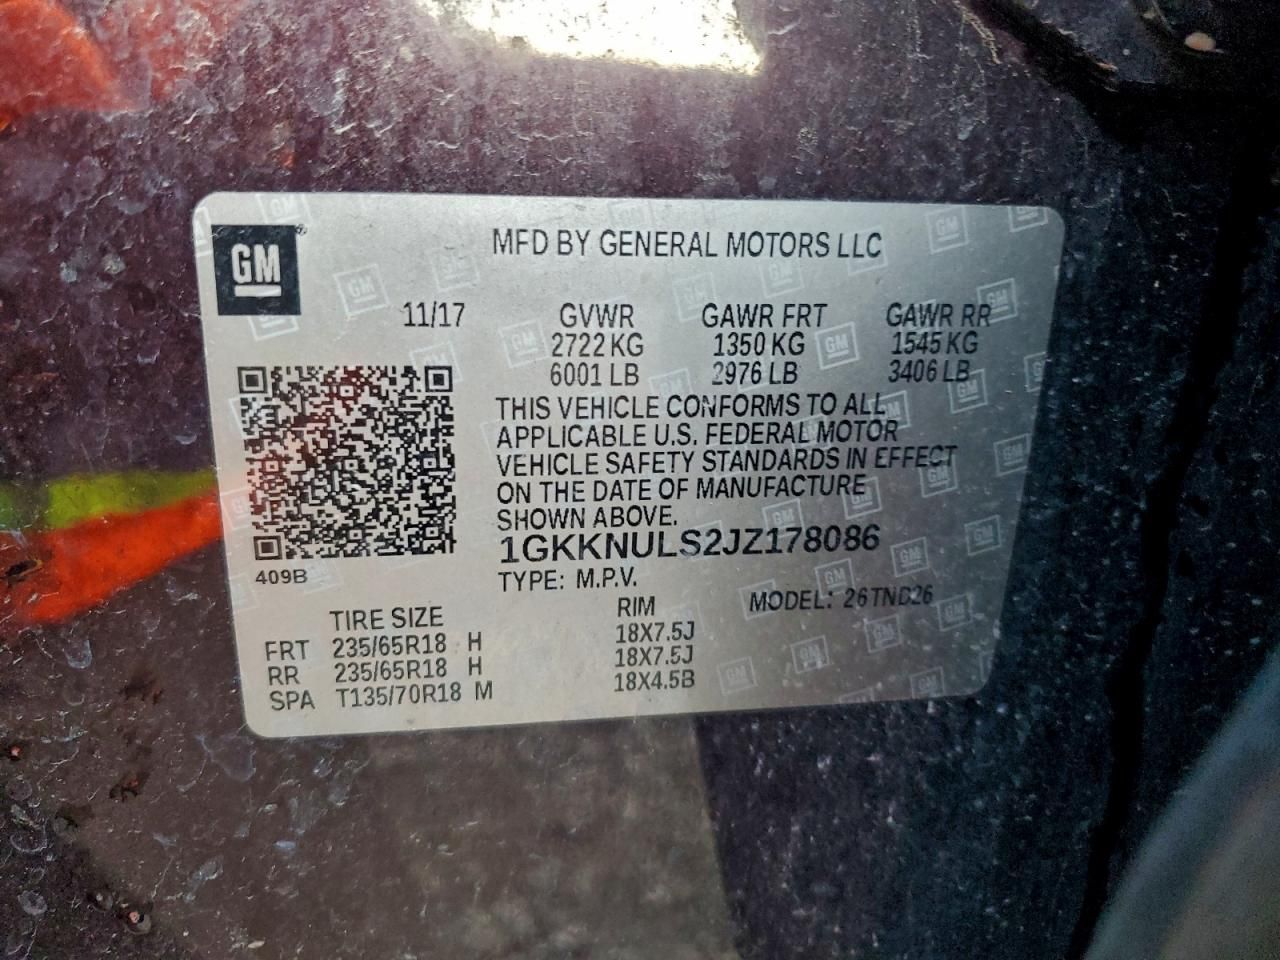 GM
MFD BY GENERAL MOTORS LLC
11/17 GVWR GAWR FRT GAWR RR
2722 KG 1350 KG 1545 KG
6001 LB 2976 LB 3406 LB
THIS VEHICLE CONFORMS TO ALL
APPLICABLE U.S. FEDERAL MOTOR
VEHICLE SAFETY STANDARDS IN EFFECT
ON THE DATE OF MANUFACTURE
SHOWN ABOVE.
1GKKNULS2JZ178086
409B
TYPE: M.P.V. MODEL: 26TND26
TIRE SIZE RIM
FRT 235/65R18 H 18X7.5J
RR 235/65R18 H 18X7.5J
SPA T135/70R18 M 18X4.5B